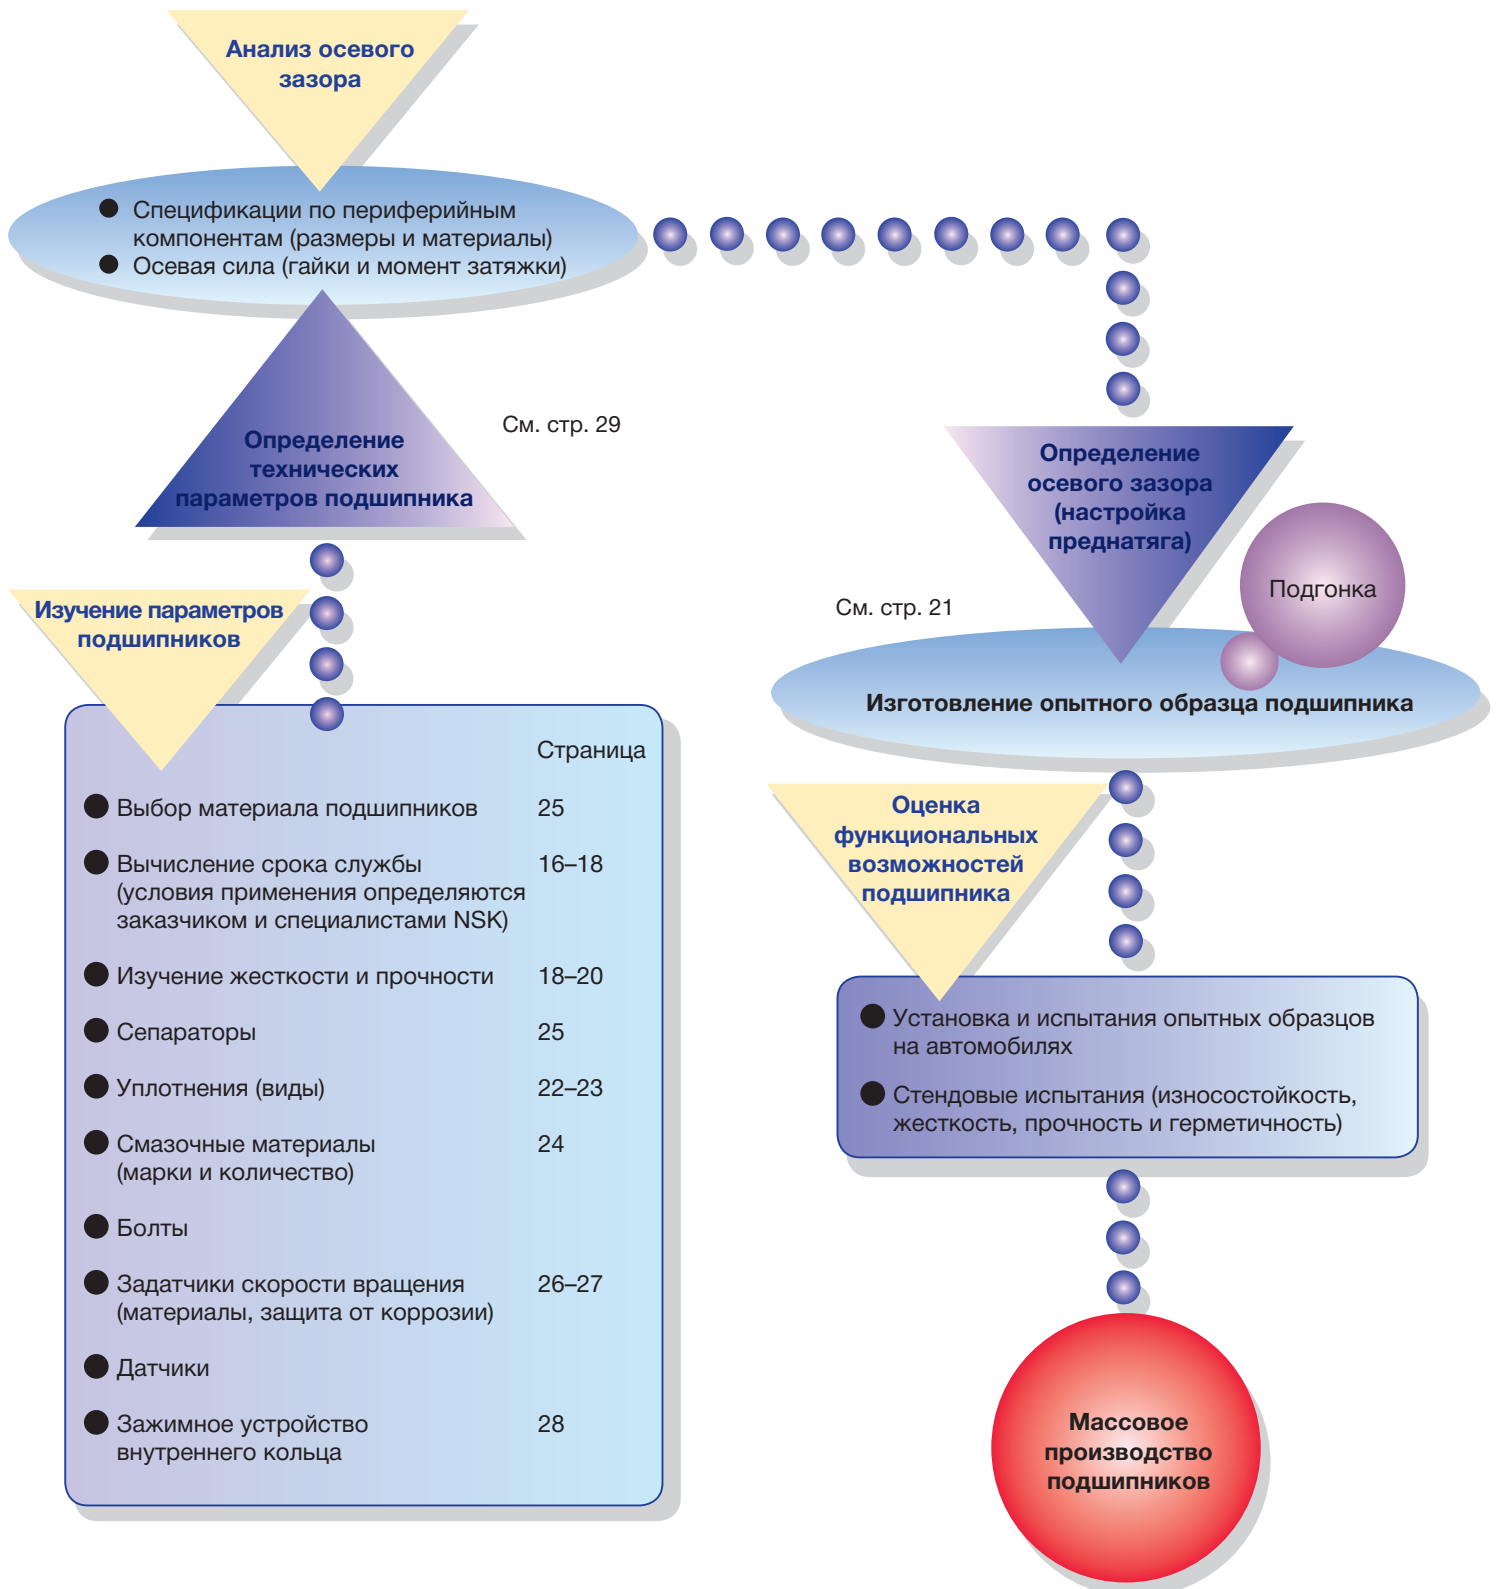 Анализ осевого
зазора
● Спецификации по периферийным
компонентам (размеры и материалы)
● Осевая сила (гайки и момент затяжки)
См. стр. 29
Определение
технических
параметров подшипника
Изучение параметров
подшипников
Страница
● Выбор материала подшипников 25
● Вычисление срока службы 16–18
(условия применения определяются
заказчиком и специалистами NSK)
● Изучение жесткости и прочности 18–20
● Сепараторы 25
● Уплотнения (виды) 22–23
● Смазочные материалы 24
(марки и количество)
● Болты
● Задатчики скорости вращения 26–27
(материалы, защита от коррозии)
● Датчики
● Зажимное устройство 28
внутреннего кольца
Определение
осевого зазора
(настройка
преднатяга)
Подгонка
См. стр. 21
Изготовление опытного образца подшипника
Оценка
функциональных
возможностей
подшипника
● Установка и испытания опытных образцов
на автомобилях
● Стендовые испытания (износостойкость,
жесткость, прочность и герметичность)
Массовое
производство
подшипников